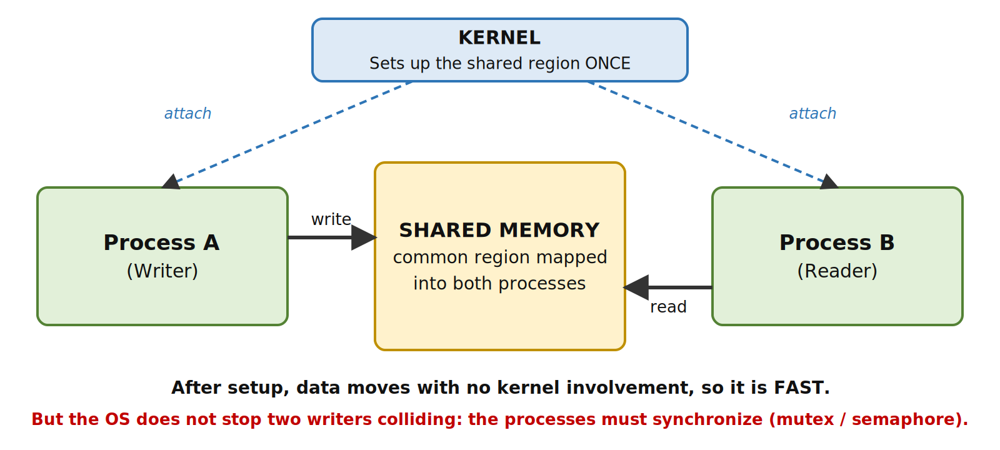 KERNEL
Sets up the shared region ONCE
attach
attach
write
SHARED MEMORY
common region mapped
into both processes
Process A
(Writer)
Process B
(Reader)
read
After setup, data moves with no kernel involvement, so it is FAST.
But the OS does not stop two writers colliding: the processes must synchronize (mutex / semaphore).